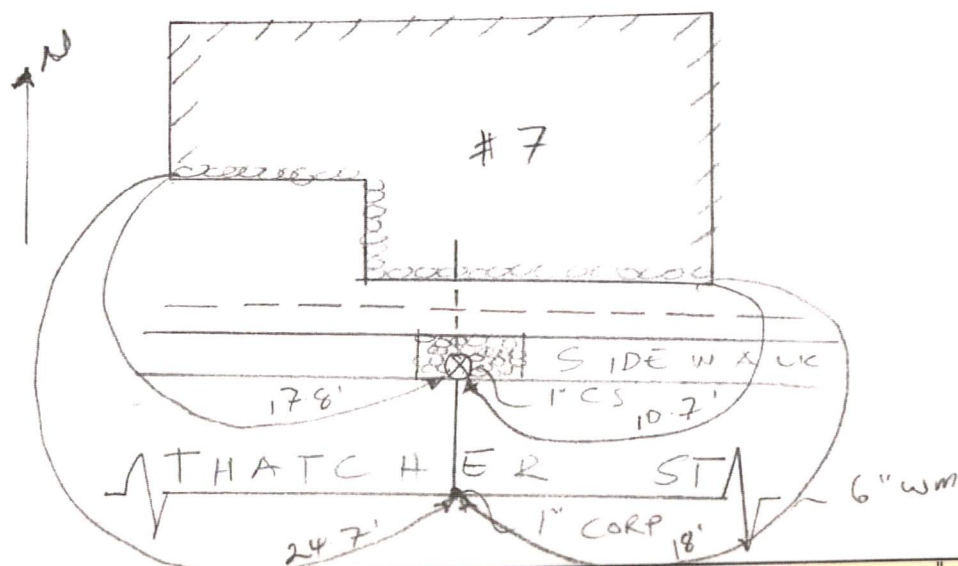 N
# 7
SIDEWALK
17.8'
1" CS
10.7'
THATCHER ST
6" WM
1" CORP
24.7'
18'